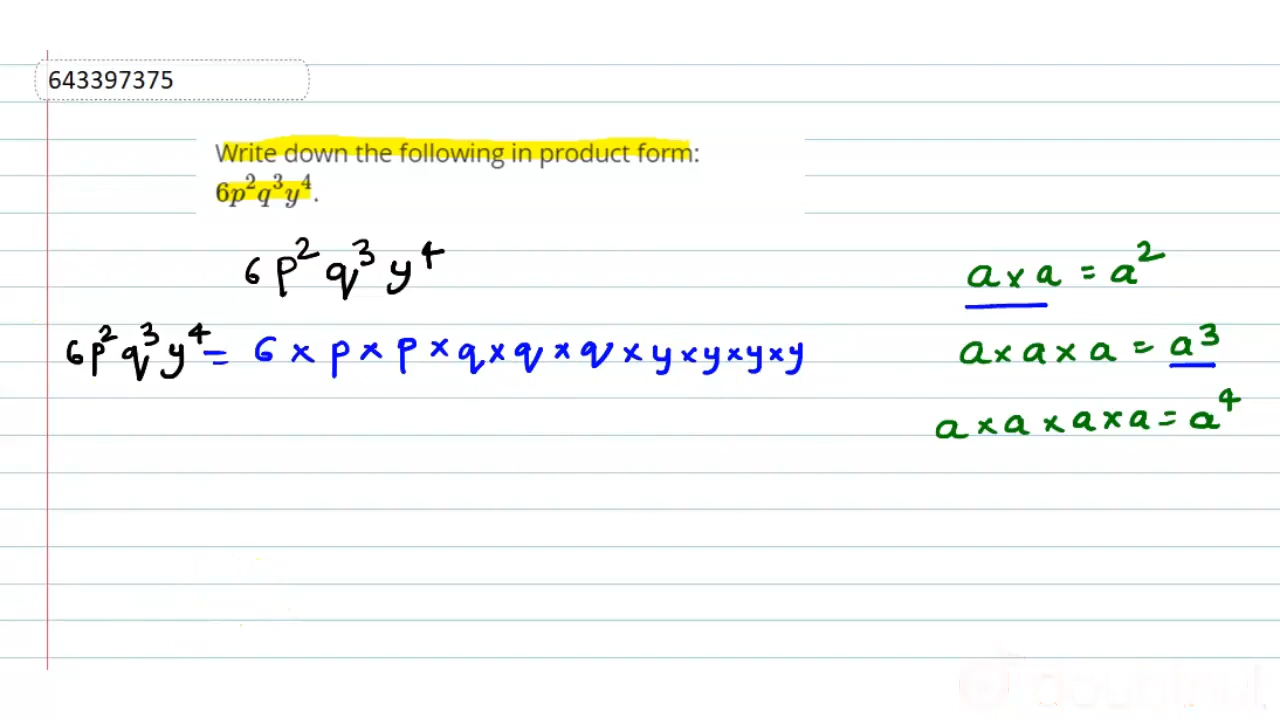 643397375
Write down the following in product form:
6p²q³y⁴.
6p²q³y⁴
6p²q³y⁴ = 6 × p × p × q × q × q × y × y × y × y
a × a = a²
a × a × a = a³
a × a × a × a = a⁴